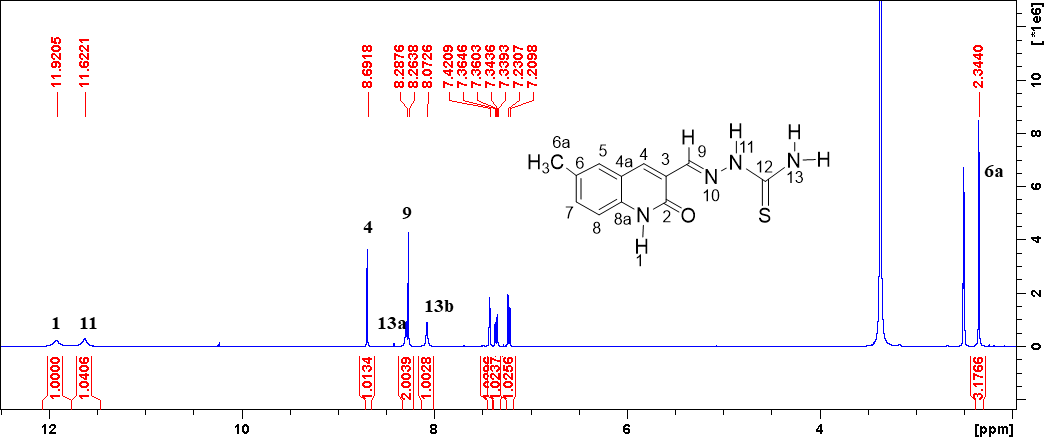 11.9205
11.6221
8.6918
8.2876
8.2638
8.0726
7.4209
7.3646
7.3603
7.3436
7.3393
7.2307
7.2098
2.3440
[ *1e6]
10
8
6
4
2
0
6a
H3C
6
5
4a
4
3
H
9
N
10
H
N
11
12
S
H
N
13
H
7
8
8a
N
H
1
2
O
6a
4
9
1
11
13a
13b
1.0000
1.0406
1.0134
2.0039
1.0028
1.0237
1.0256
3.1766
12
10
8
6
4
[ppm]